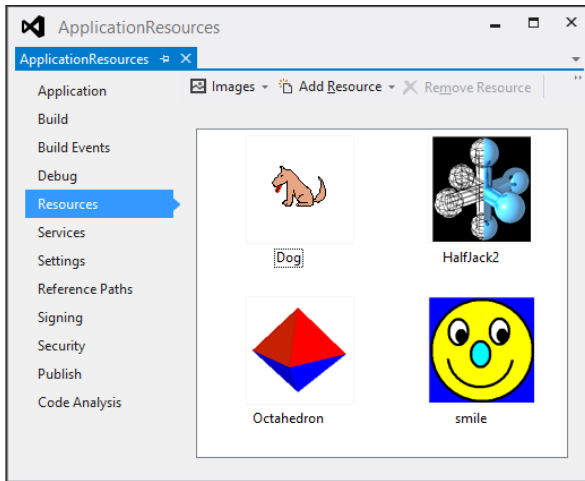 ApplicationResources
ApplicationResources
Application
Build
Build Events
Debug
Resources
Services
Settings
Reference Paths
Signing
Security
Publish
Code Analysis
Images Add Resource Remove Resource
Dog HalfJack2
Octahedron smile